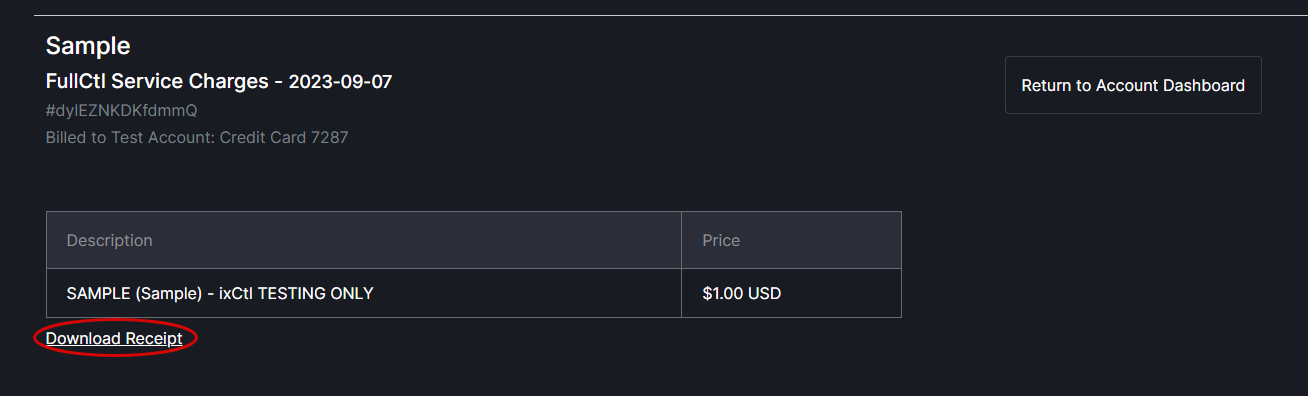 Sample
FullCtl Service Charges - 2023-09-07
#dylEZNKDKfdmmQ
Billed to Test Account: Credit Card 7287
Return to Account Dashboard
Description Price
SAMPLE (Sample) - ixCtl TESTING ONLY $1.00 USD
Download Receipt